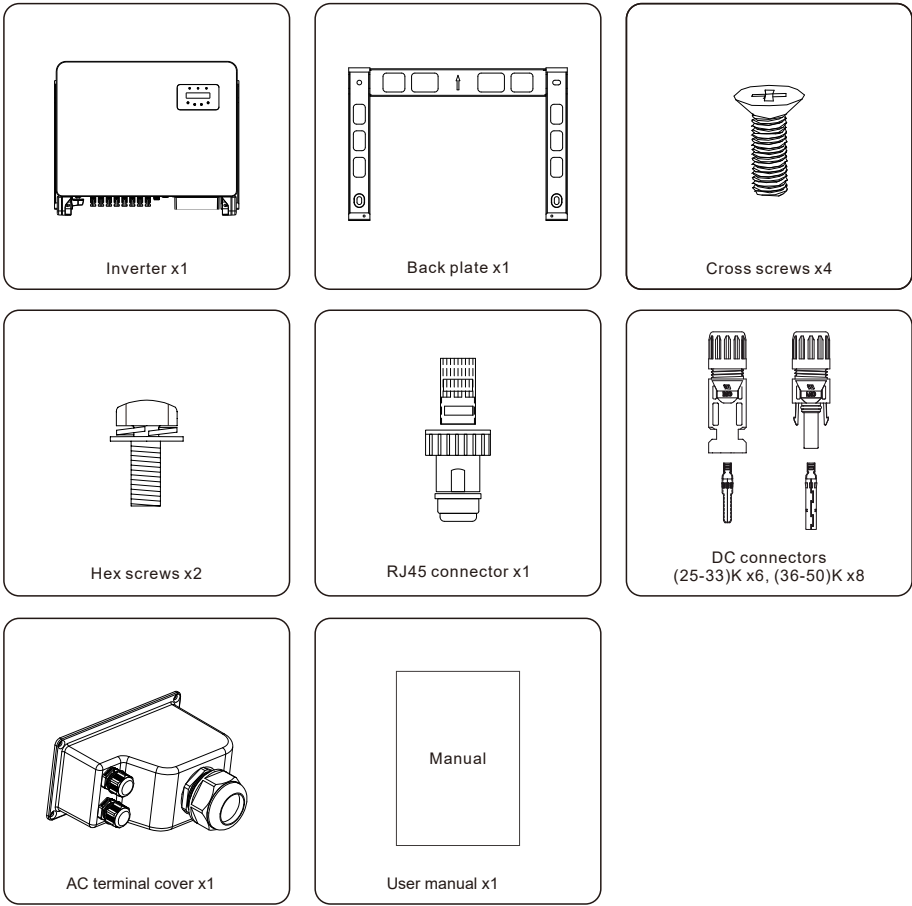 Inverter x1
Back plate x1
Cross screws x4
Hex screws x2
RJ45 connector x1
DC connectors
(25-33)K x6, (36-50)K x8
Manual
AC terminal cover x1
User manual x1